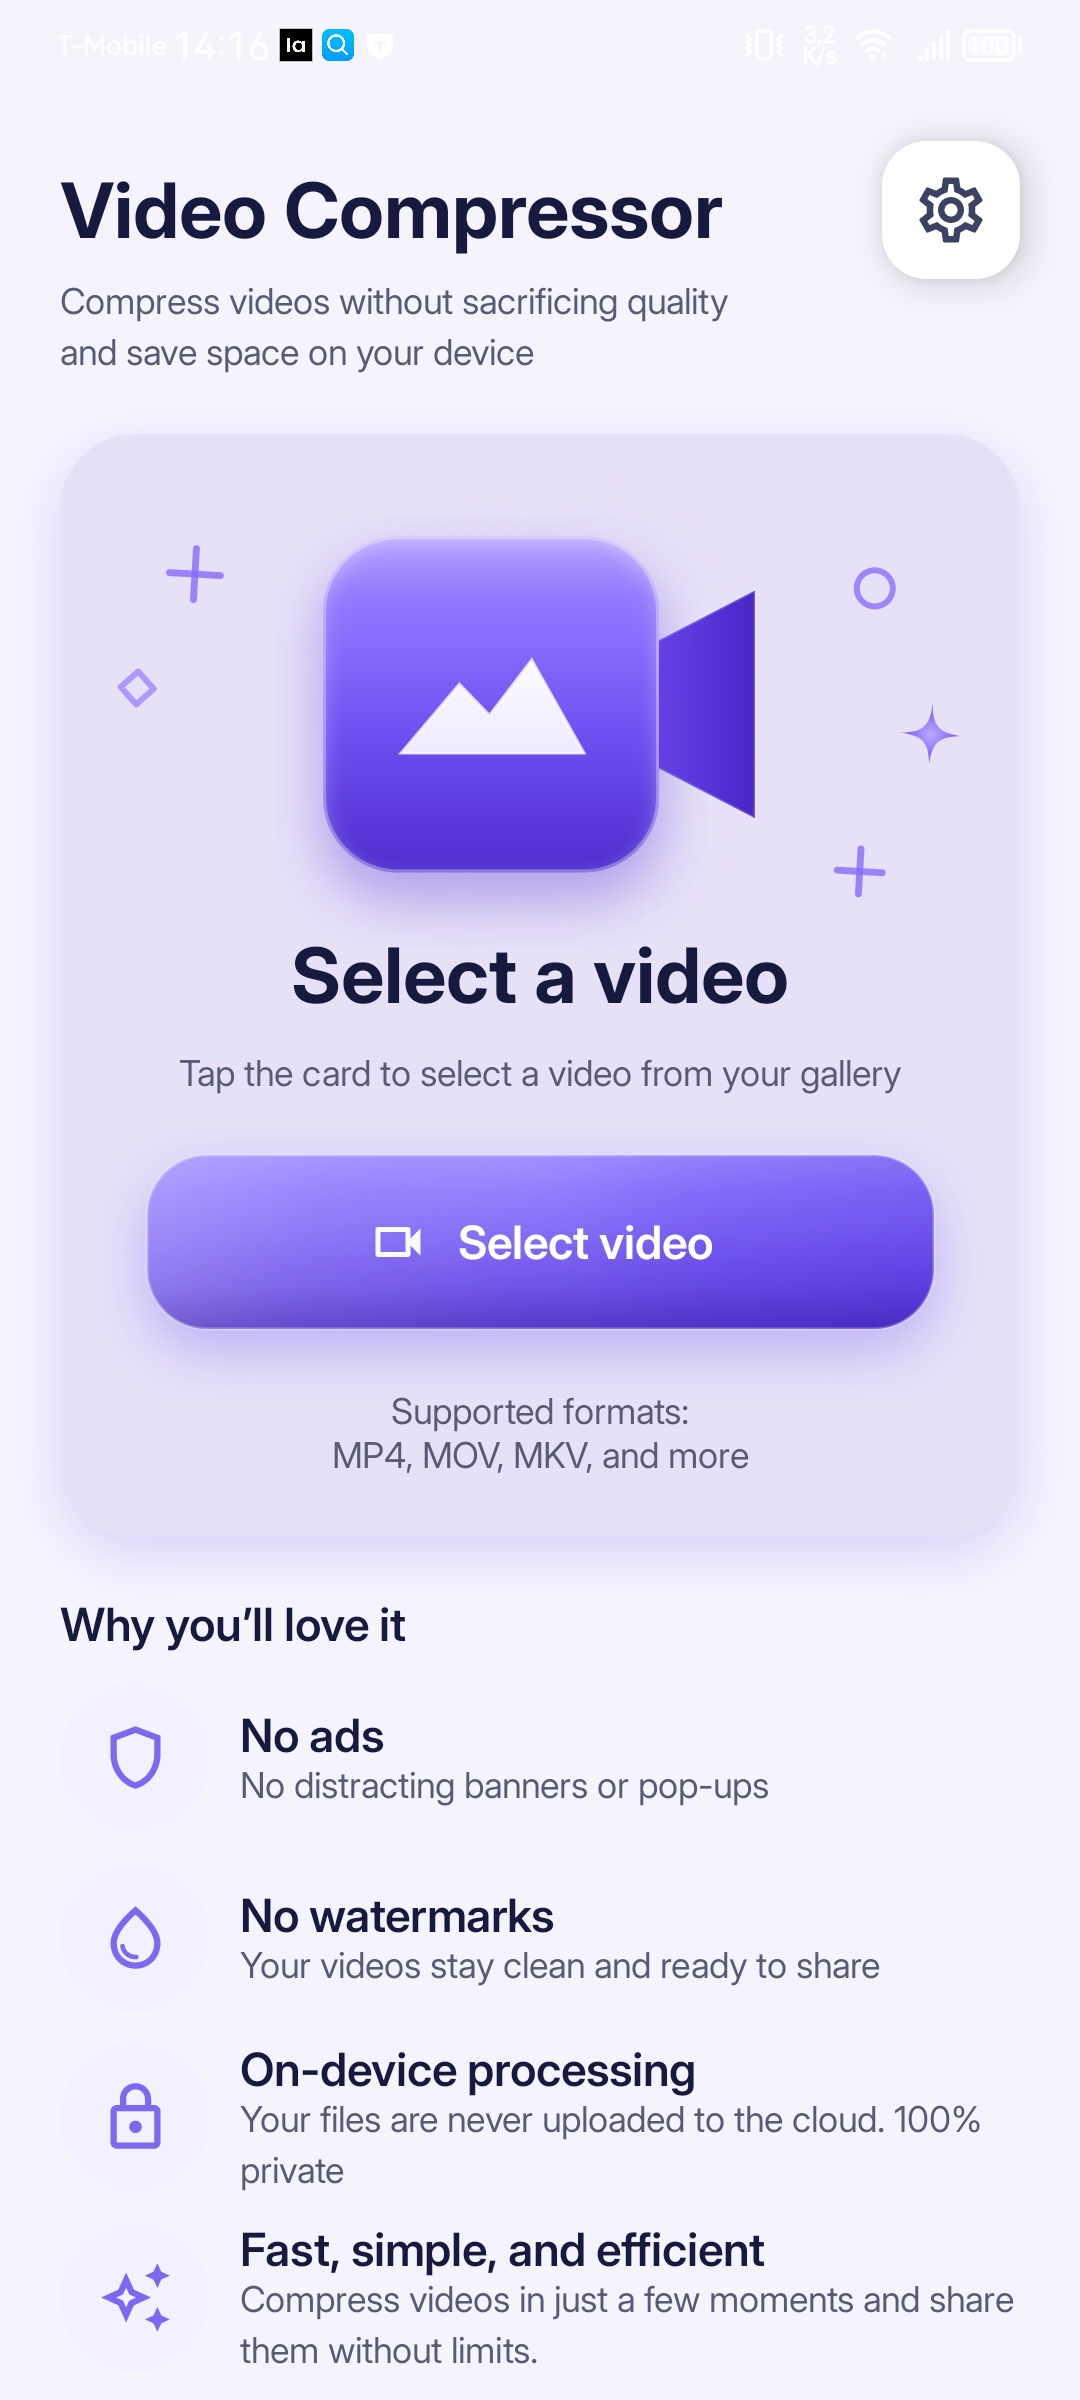 T-Mobile 14:16 la T 3,2 K/s 100
Video Compressor
Compress videos without sacrificing quality
and save space on your device
Select a video
Tap the card to select a video from your gallery
Select video
Supported formats:
MP4, MOV, MKV, and more
Why you’ll love it
No ads
No distracting banners or pop-ups
No watermarks
Your videos stay clean and ready to share
On-device processing
Your files are never uploaded to the cloud. 100%
private
Fast, simple, and efficient
Compress videos in just a few moments and share
them without limits.